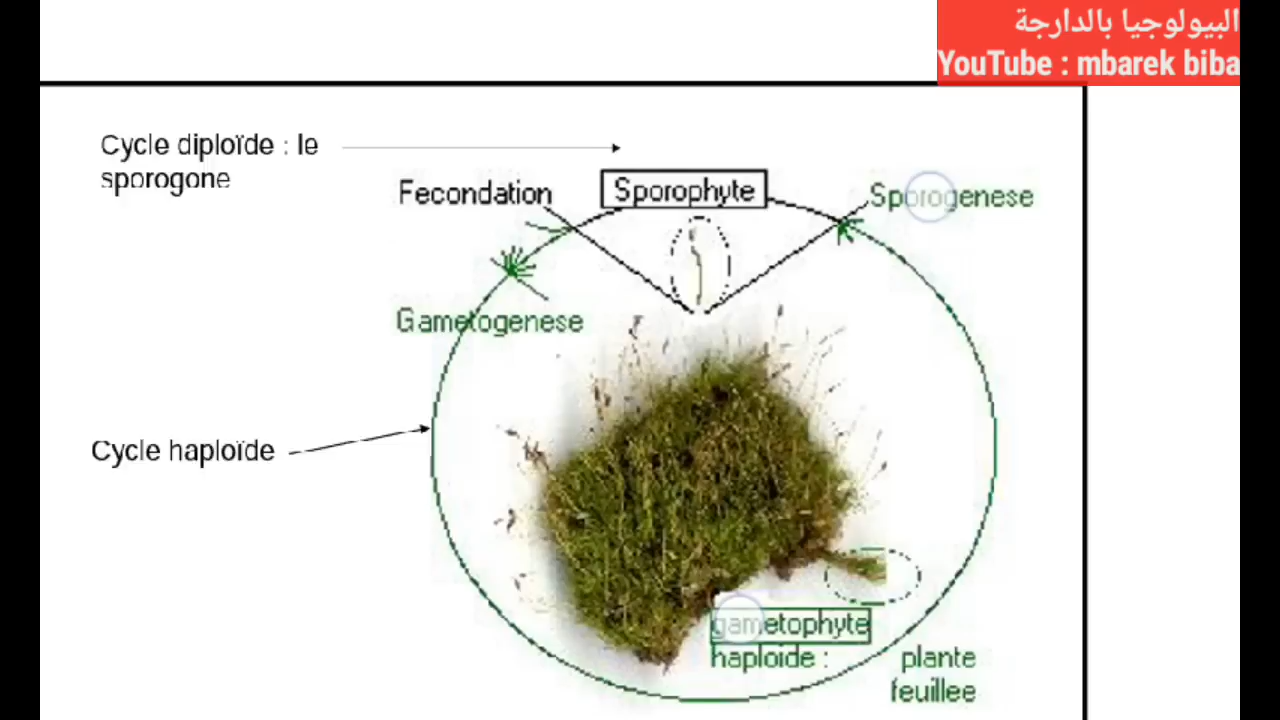 البيولوجيا بالدارجة
YouTube : mbarek biba
Cycle diploïde : le
sporogone
Fecondation
Sporophyte
Sporogenese
Gametogenese
Cycle haploïde
gametophyte
haploide : plante
feuillee